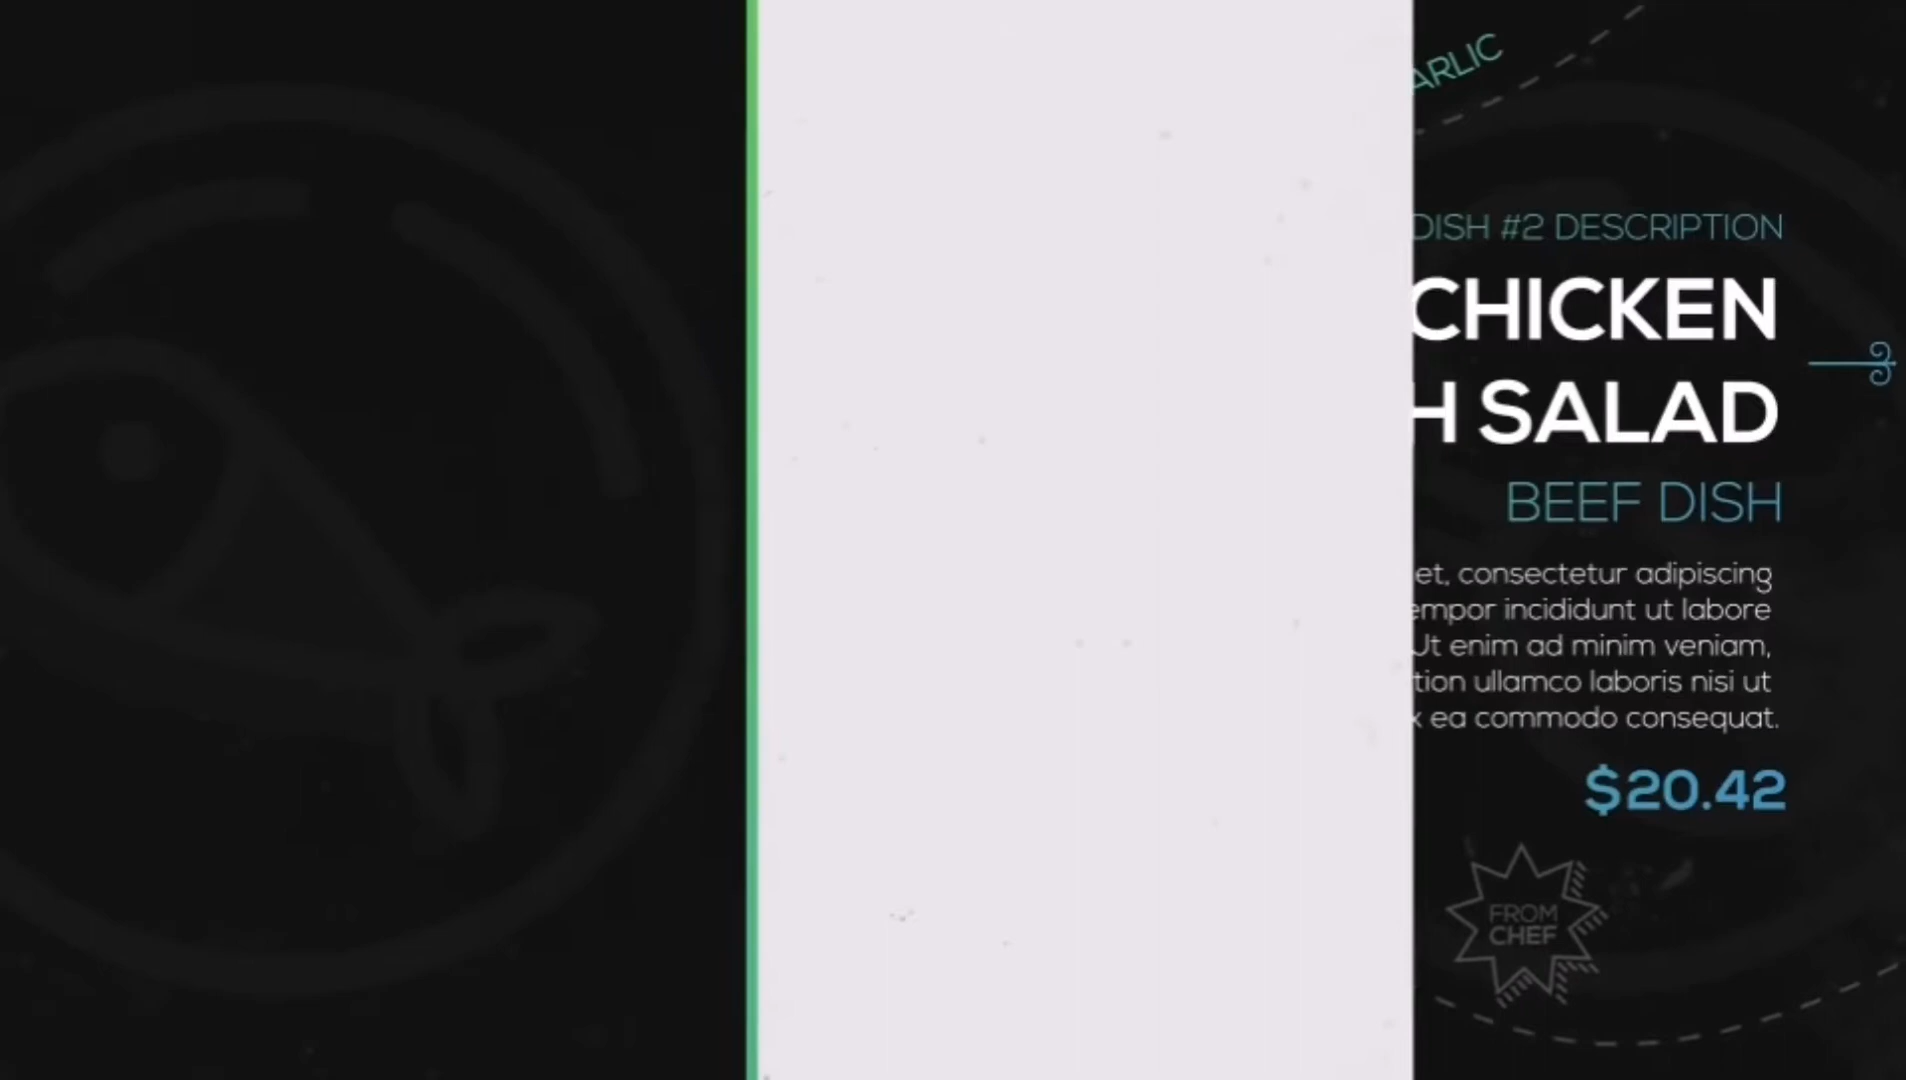 ARLIC
DISH #2 DESCRIPTION
CHICKEN
H SALAD
BEEF DISH
et, consectetur adipiscing
empor incididunt ut labore
Ut enim ad minim veniam,
tion ullamco laboris nisi ut
x ea commodo consequat.
$20.42
FROM
CHEF